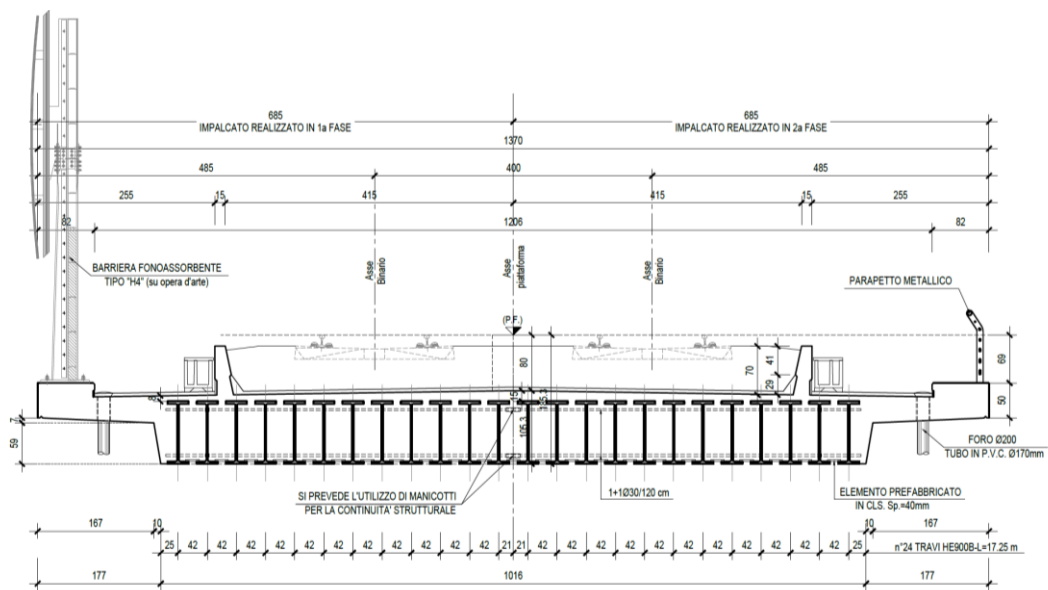 685
685
IMPALCATO REALIZZATO IN 1a FASE
IMPALCATO REALIZZATO IN 2a FASE
1370
485
400
485
255
15
415
415
15
255
82
1206
82
BARRIERA FONOASSORBENTE
TIPO "H4" (su opera d'arte)
Asse
Binario
Asse
piattaforma
Asse
Binario
PARAPETTO METALLICO
(P.F.)
80
70
41
29
69
50
8
15
105.3
7
59
FORO Ø200
TUBO IN P.V.C. Ø170mm
SI PREVEDE L'UTILIZZO DI MANICOTTI
PER LA CONTINUITA' STRUTTURALE
1+1Ø30/120 cm
ELEMENTO PREFABBRICATO
IN CLS. Sp.=40mm
167
10
10
167
25
42
42
42
42
42
42
42
42
42
42
42
21
21
42
42
42
42
42
42
42
42
42
42
42
25
n°24 TRAVI HE900B-L=17.25 m
177
1016
177